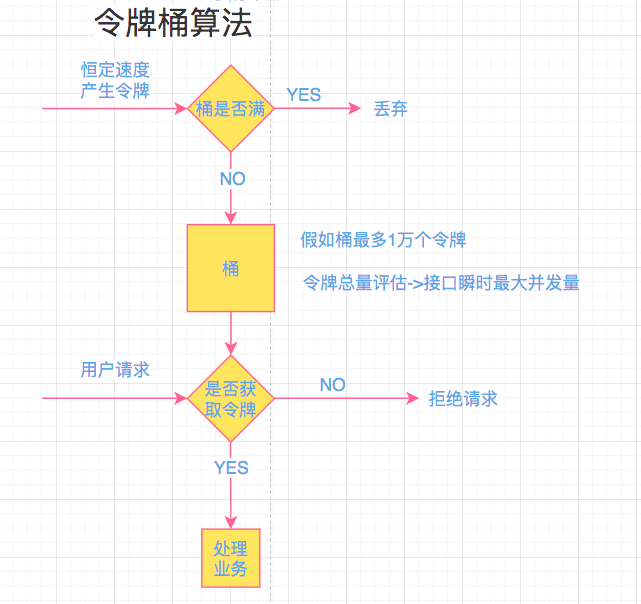 令牌桶算法
恒定速度
产生令牌
桶是否满
YES
丢弃
NO
桶
假如桶最多1万个令牌
令牌总量评估->接口瞬时最大并发量
用户请求
是否获
取令牌
NO
拒绝请求
YES
处理
业务